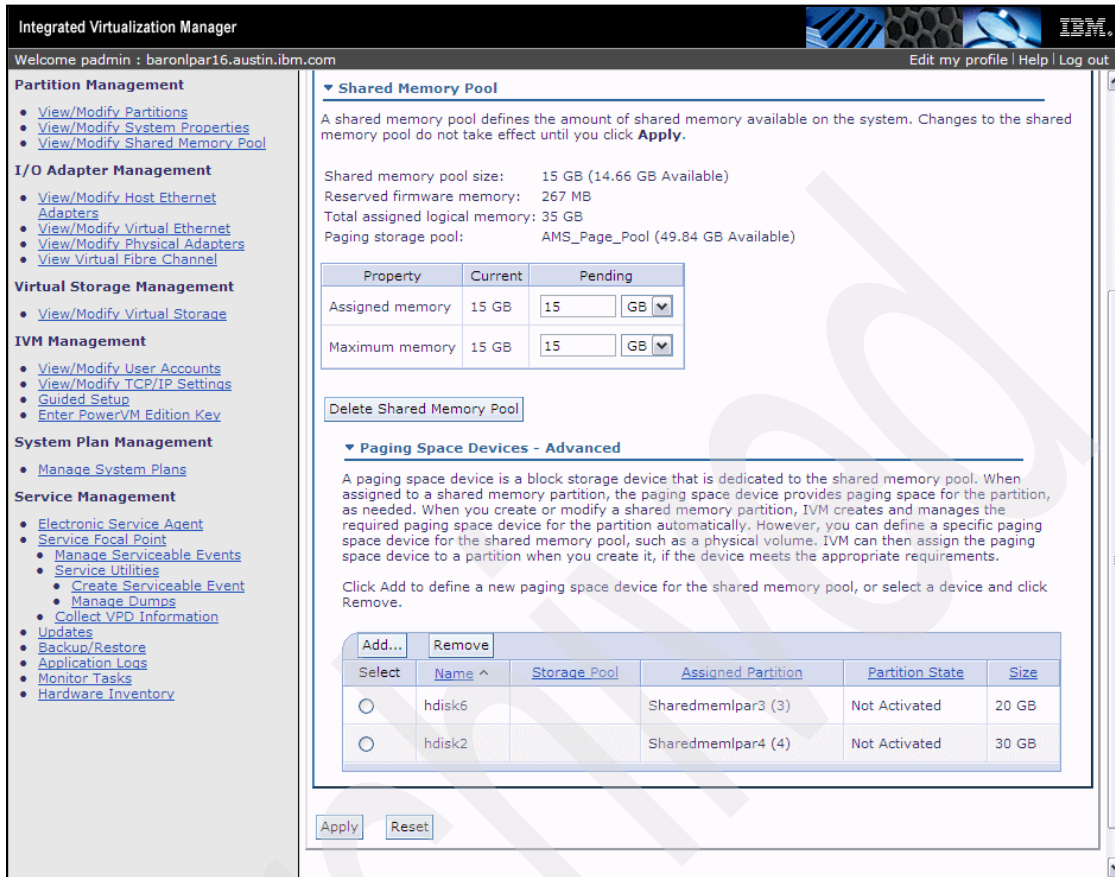 Integrated Virtualization Manager
IBM.
Welcome padmin : baronlpar16.austin.ibm.com
Edit my profile | Help | Log out
Partition Management
View/Modify Partitions
View/Modify System Properties
View/Modify Shared Memory Pool
I/O Adapter Management
View/Modify Host Ethernet
Adapters
View/Modify Virtual Ethernet
View/Modify Physical Adapters
View Virtual Fibre Channel
Virtual Storage Management
View/Modify Virtual Storage
IVM Management
View/Modify User Accounts
View/Modify TCP/IP Settings
Guided Setup
Enter PowerVM Edition Key
System Plan Management
Manage System Plans
Service Management
Electronic Service Agent
Service Focal Point
Manage Serviceable Events
Service Utilities
Create Serviceable Event
Manage Dumps
Collect VPD Information
Updates
Backup/Restore
Application Logs
Monitor Tasks
Hardware Inventory
Shared Memory Pool
A shared memory pool defines the amount of shared memory available on the system. Changes to the shared
memory pool do not take effect until you click Apply.
Shared memory pool size: 15 GB (14.66 GB Available)
Reserved firmware memory: 267 MB
Total assigned logical memory: 35 GB
Paging storage pool: AMS_Page_Pool (49.84 GB Available)
Property Current Pending
Assigned memory 15 GB 15 GB
Maximum memory 15 GB 15 GB
Delete Shared Memory Pool
Paging Space Devices - Advanced
A paging space device is a block storage device that is dedicated to the shared memory pool. When
assigned to a shared memory partition, the paging space device provides paging space for the partition,
as needed. When you create or modify a shared memory partition, IVM creates and manages the
required paging space device for the partition automatically. However, you can define a specific paging
space device for the shared memory pool, such as a physical volume. IVM can then assign the paging
space device to a partition when you create it, if the device meets the appropriate requirements.
Click Add to define a new paging space device for the shared memory pool, or select a device and click
Remove.
Add... Remove
Select Name ^ Storage Pool Assigned Partition Partition State Size
hdisk6 Sharedmemlpar3 (3) Not Activated 20 GB
hdisk2 Sharedmemlpar4 (4) Not Activated 30 GB
Apply Reset